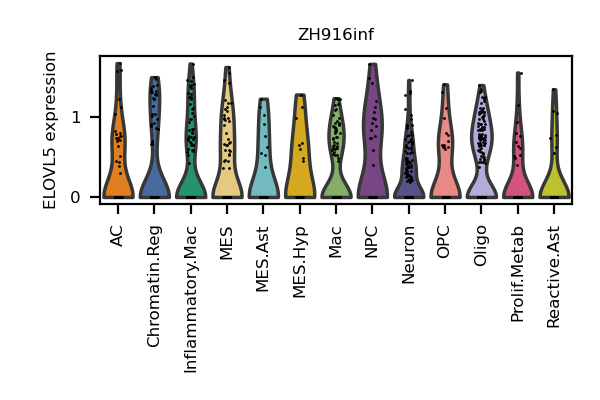 ZH916inf
ELOVL5 expression
1
0
AC
Chromatin.Reg
Inflammatory.Mac
MES
MES.Ast
MES.Hyp
Mac
NPC
Neuron
OPC
Oligo
Prolif.Metab
Reactive.Ast